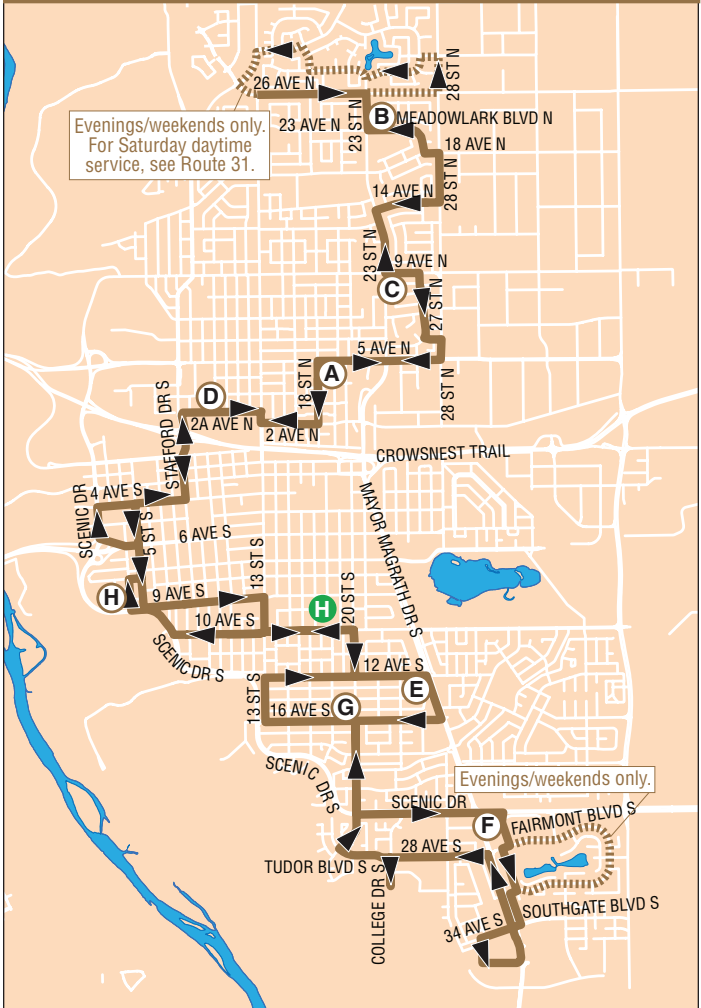 26 AVE N
28 ST N
Evenings/weekends only.
For Saturday daytime
service, see Route 31.
23 AVE N
23 ST N
B
MEADOWLARK BLVD N
18 AVE N
28 ST N
14 AVE N
23 ST N
9 AVE N
C
27 ST N
5 AVE N
18 ST N
A
28 ST N
D
STAFFORD DR S
2A AVE N
2 AVE N
CROWSNEST TRAIL
SCENIC DR
4 AVE S
5 ST S
6 AVE S
MAYOR MAGRATH DR S
H
9 AVE S
13 ST S
10 AVE S
H
20 ST S
SCENIC DR S
12 AVE S
E
13 ST S
16 AVE S
G
SCENIC DR S
Evenings/weekends only.
SCENIC DR
F
FAIRMONT BLVD S
28 AVE S
TUDOR BLVD S
COLLEGE DR S
SOUTHGATE BLVD S
34 AVE S